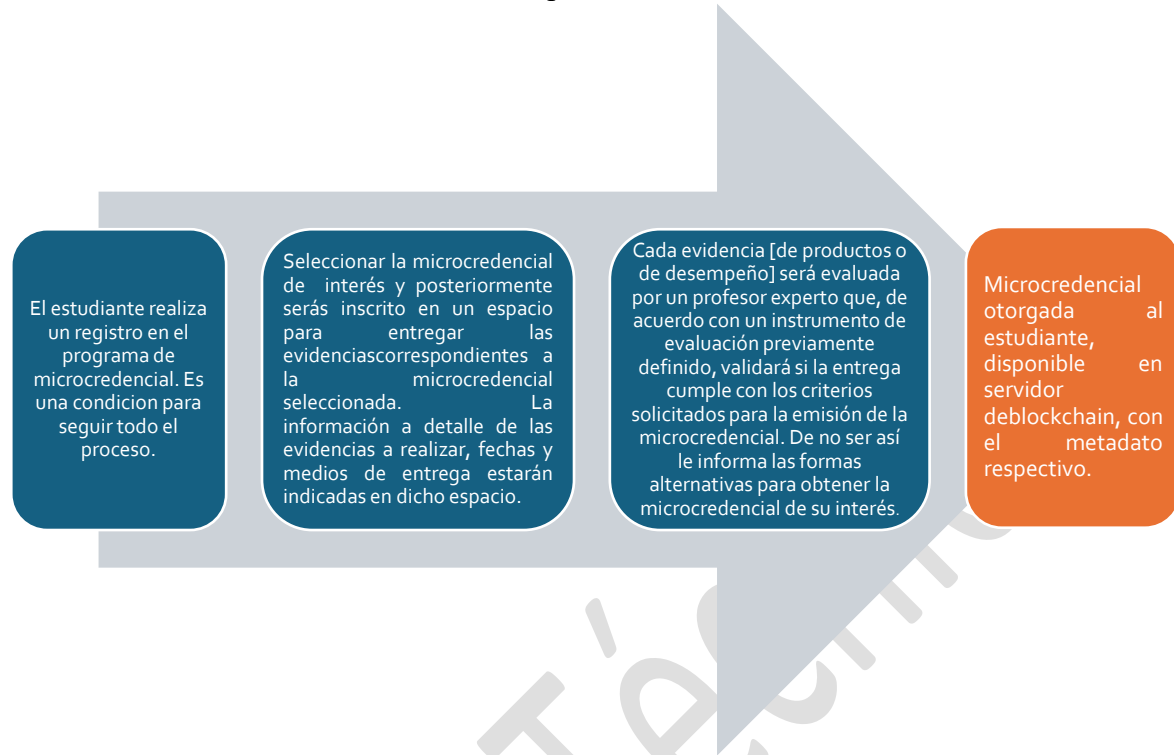 El estudiante realiza
un registro en el
programa de
microcredencial. Es
una condicion para
seguir todo el
proceso.
Seleccionar la microcredencial
de interés y posteriormente
serás inscrito en un espacio
para entregar las
evidenciascorrespondientes a
la microcredencial
seleccionada. La
información a detalle de las
evidencias a realizar, fechas y
medios de entrega estarán
indicadas en dicho espacio.
Cada evidencia [de productos o
de desempeño] será evaluada
por un profesor experto que, de
acuerdo con un instrumento de
evaluación previamente
definido, validará si la entrega
cumple con los criterios
solicitados para la emisión de la
microcredencial. De no ser así
le informa las formas
alternativas para obtener la
microcredencial de su interés.
Microcredencial
otorgada al
estudiante,
disponible en
servidor
deblockchain, con
el metadato
respectivo.